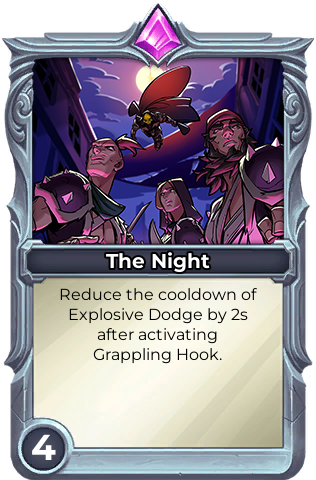 The Night
Reduce the cooldown of
Explosive Dodge by 2s
after activating
Grappling Hook.
4